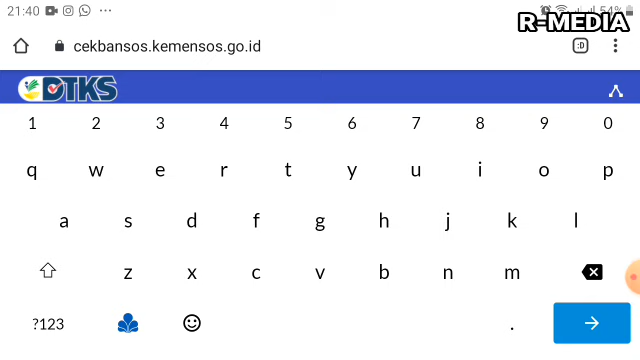 21:40 54%
R-MEDIA
cekbansos.kemensos.go.id :D
DTKS
1 2 3 4 5 6 7 8 9 0
q w e r t y u i o p
a s d f g h j k l
z x c v b n m
?123 .